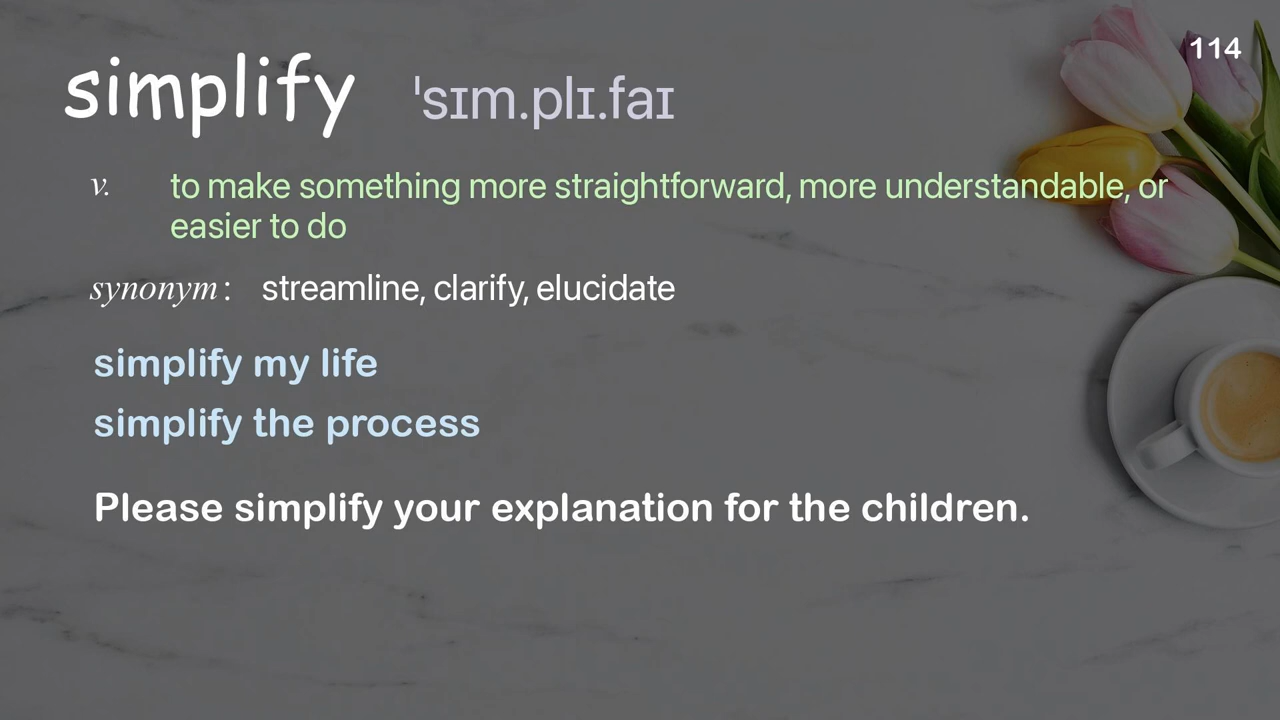 114
simplify ˈsɪm.plɪ.faɪ
v. to make something more straightforward, more understandable, or
easier to do
synonym: streamline, clarify, elucidate
simplify my life
simplify the process
Please simplify your explanation for the children.